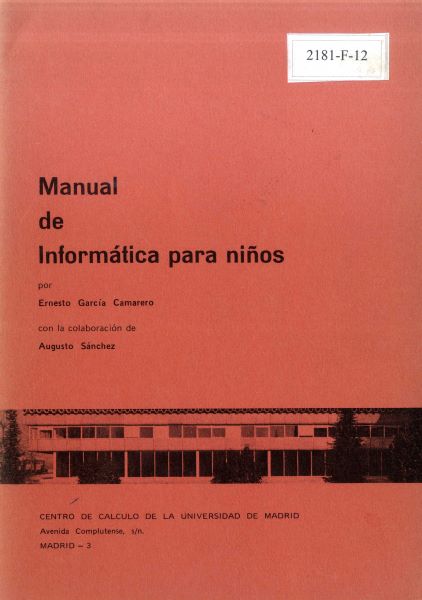 2181-F-12
Manual
de
Informática para niños
por
Ernesto García Camarero
con la colaboración de
Augusto Sánchez
CENTRO DE CALCULO DE LA UNIVERSIDAD DE MADRID
Avenida Complutense, s/n.
MADRID – 3